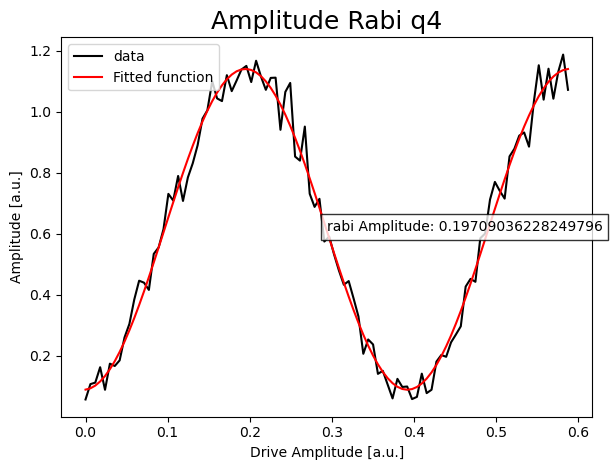 Amplitude Rabi q4
data
Fitted function
rabi Amplitude: 0.19709036228249796
Amplitude [a.u.]
1.2
1.0
0.8
0.6
0.4
0.2
0.0
0.1
0.2
0.3
0.4
0.5
0.6
Drive Amplitude [a.u.]